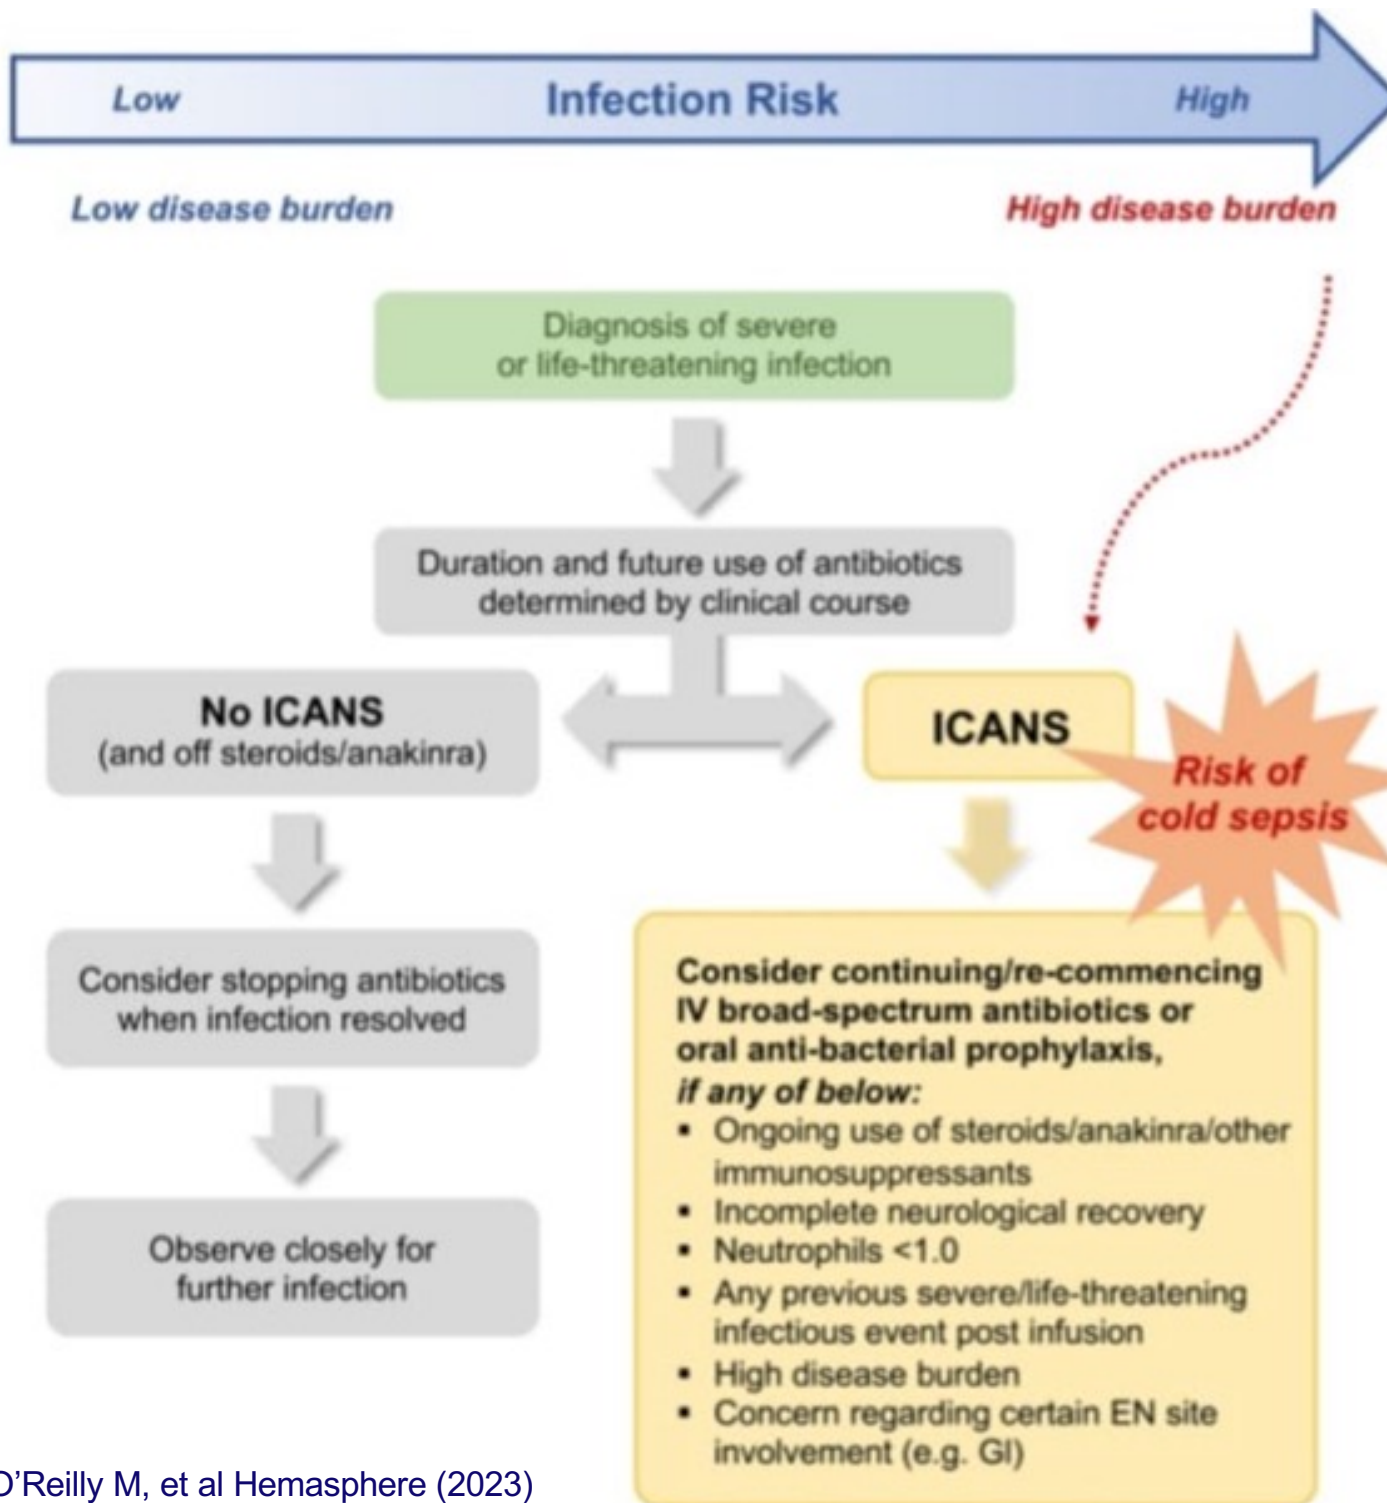 Low Infection Risk High
Low disease burden High disease burden
Diagnosis of severe
or life-threatening infection
Duration and future use of antibiotics
determined by clinical course
No ICANS
(and off steroids/anakinra)
ICANS
Risk of
cold sepsis
Consider stopping antibiotics
when infection resolved
Observe closely for
further infection
Consider continuing/re-commencing
IV broad-spectrum antibiotics or
oral anti-bacterial prophylaxis,
if any of below:
▪ Ongoing use of steroids/anakinra/other
immunosuppressants
▪ Incomplete neurological recovery
▪ Neutrophils <1.0
▪ Any previous severe/life-threatening
infectious event post infusion
▪ High disease burden
▪ Concern regarding certain EN site
involvement (e.g. GI)
O'Reilly M, et al Hemasphere (2023)